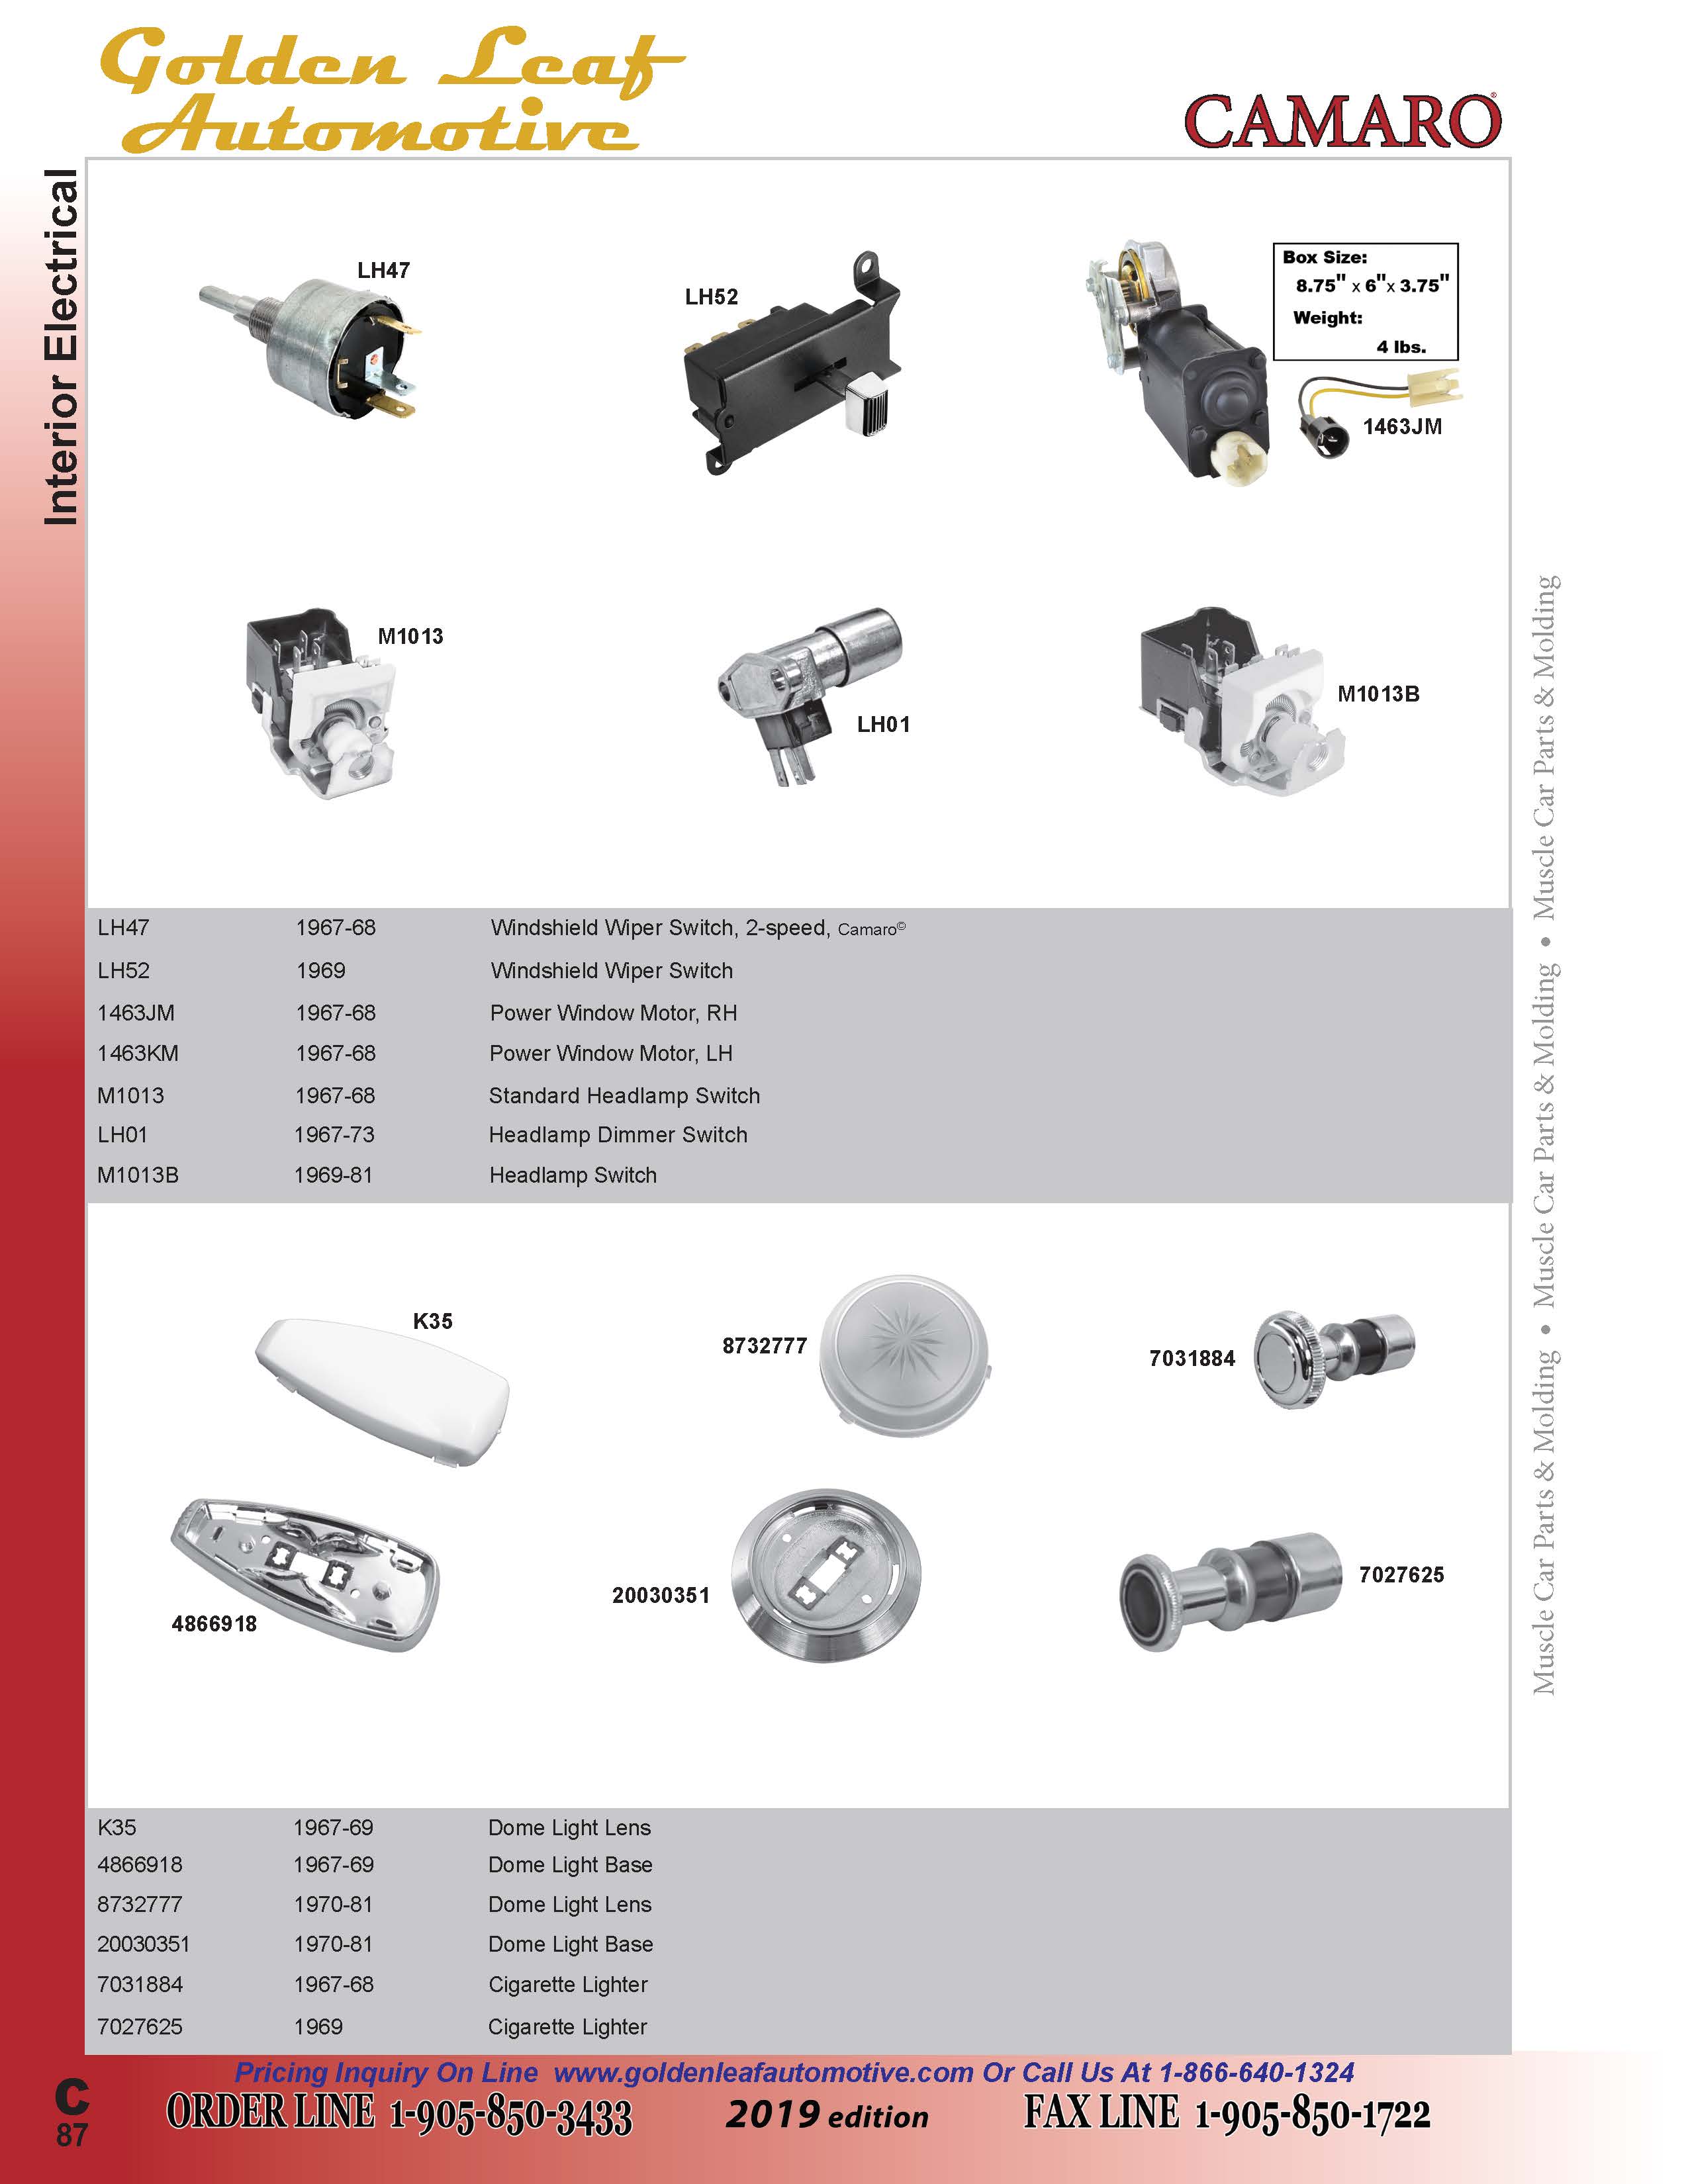 Golden Leaf
Automotive
CAMARO®
Interior Electrical
LH47
LH52
Box Size:
8.75" x 6"x 3.75"
Weight:
4 lbs.
1463JM
M1013
LH01
M1013B
LH47 1967-68 Windshield Wiper Switch, 2-speed, Camaro©
LH52 1969 Windshield Wiper Switch
1463JM 1967-68 Power Window Motor, RH
1463KM 1967-68 Power Window Motor, LH
M1013 1967-68 Standard Headlamp Switch
LH01 1967-73 Headlamp Dimmer Switch
M1013B 1969-81 Headlamp Switch
K35
8732777
7031884
4866918
20030351
7027625
K35 1967-69 Dome Light Lens
4866918 1967-69 Dome Light Base
8732777 1970-81 Dome Light Lens
20030351 1970-81 Dome Light Base
7031884 1967-68 Cigarette Lighter
7027625 1969 Cigarette Lighter
Muscle Car Parts & Molding • Muscle Car Parts & Molding • Muscle Car Parts & Molding
Pricing Inquiry On Line www.goldenleafautomotive.com Or Call Us At 1-866-640-1324
C
87
ORDER LINE 1-905-850-3433 2019 edition FAX LINE 1-905-850-1722